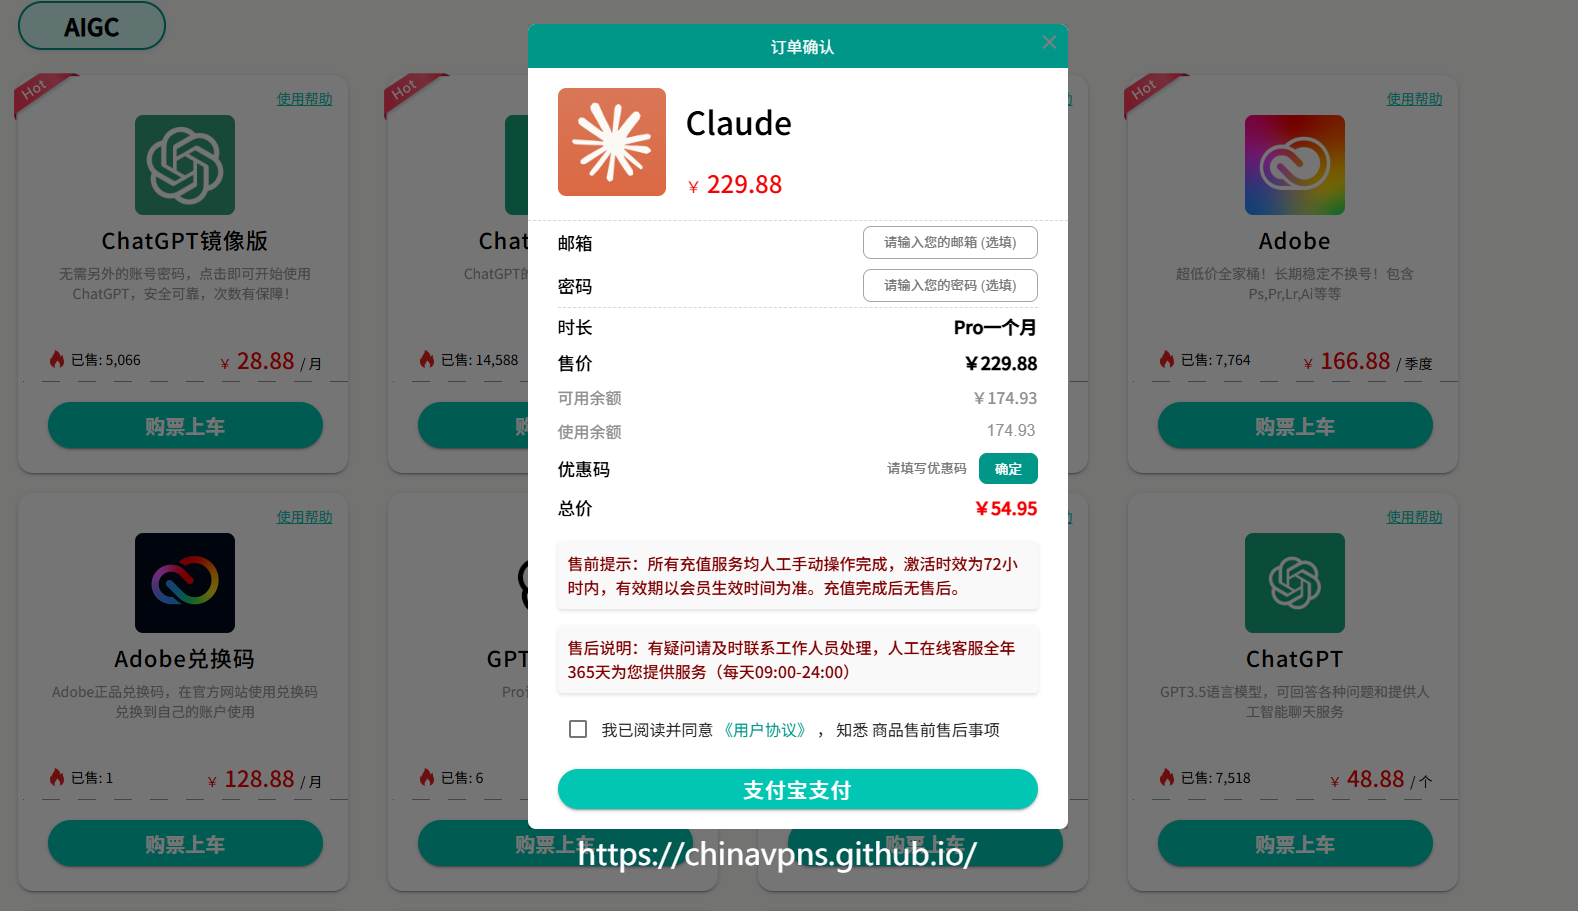 AIGC
订单确认
Hot
使用帮助
ChatGPT镜像版
无需另外的账号密码，点击即可开始使用
ChatGPT，安全可靠，次数有保障！
已售: 5,066
￥ 28.88 / 月
购票上车
Hot
Chat
ChatGPT的
已售: 14,588
购
Claude
￥ 229.88
邮箱
请输入您的邮箱 (选填)
密码
请输入您的密码 (选填)
时长
Pro一个月
售价
￥229.88
可用余额
￥174.93
使用余额
174.93
优惠码
请填写优惠码
确定
总价
￥54.95
售前提示：所有充值服务均人工手动操作完成，激活时效为72小
时内，有效期以会员生效时间为准。充值完成后无售后。
售后说明：有疑问请及时联系工作人员处理，人工在线客服全年
365天为您提供服务（每天09:00-24:00）
我已阅读并同意 《用户协议》 ， 知悉 商品售前售后事项
支付宝支付
Hot
使用帮助
Adobe
超低价全家桶！长期稳定不换号！包含
Ps,Pr,Lr,Ai等等
已售: 7,764
￥ 166.88 / 季度
购票上车
使用帮助
Adobe兑换码
Adobe正品兑换码，在官方网站使用兑换码
兑换到自己的账户使用
已售: 1
￥ 128.88 / 月
购票上车
GPT
Pro
已售: 6
购票上车
购票上车
使用帮助
ChatGPT
GPT3.5语言模型，可回答各种问题和提供人
工智能聊天服务
已售: 7,518
￥ 48.88 / 个
购票上车
https://chinavpns.github.io/